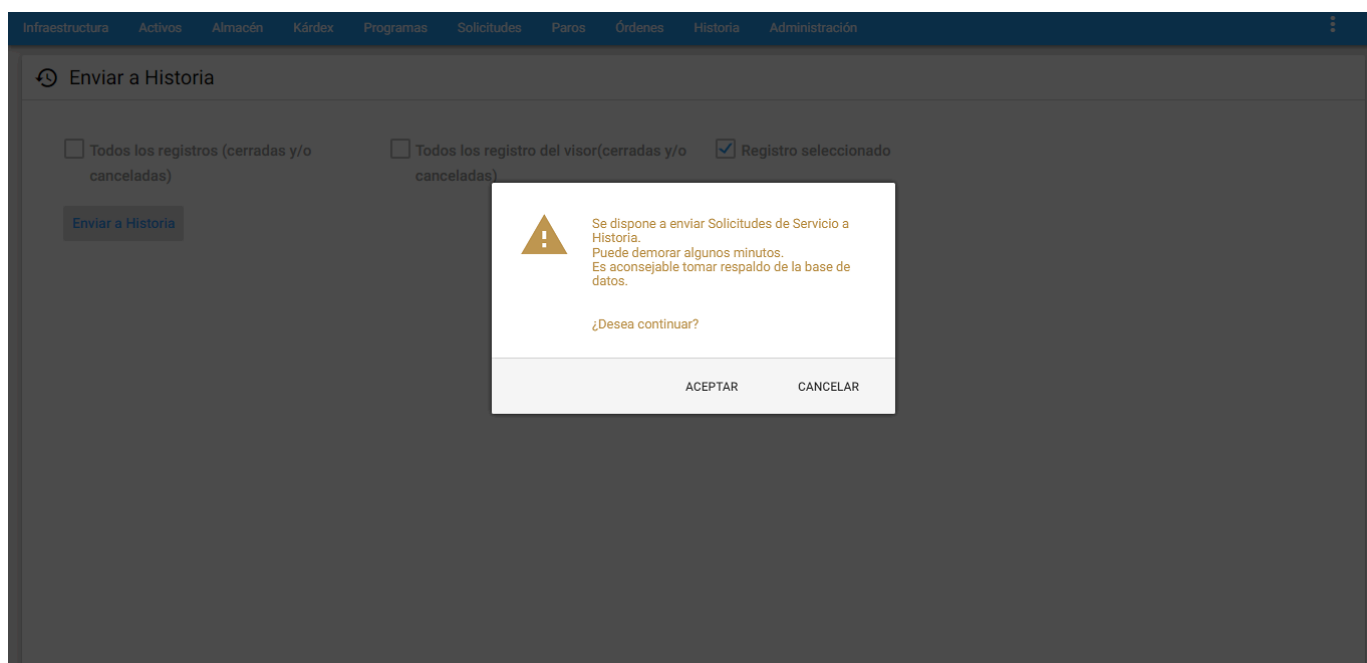 Infraestructura Activos Almacén Kárdex Programas Solicitudes Paros Órdenes Historia Administración
Enviar a Historia
Todos los registros (cerradas y/o
canceladas)
Todos los registro del visor(cerradas y/o
canceladas)
Registro seleccionado
Enviar a Historia
Se dispone a enviar Solicitudes de Servicio a
Historia.
Puede demorar algunos minutos.
Es aconsejable tomar respaldo de la base de
datos.
¿Desea continuar?
ACEPTAR CANCELAR